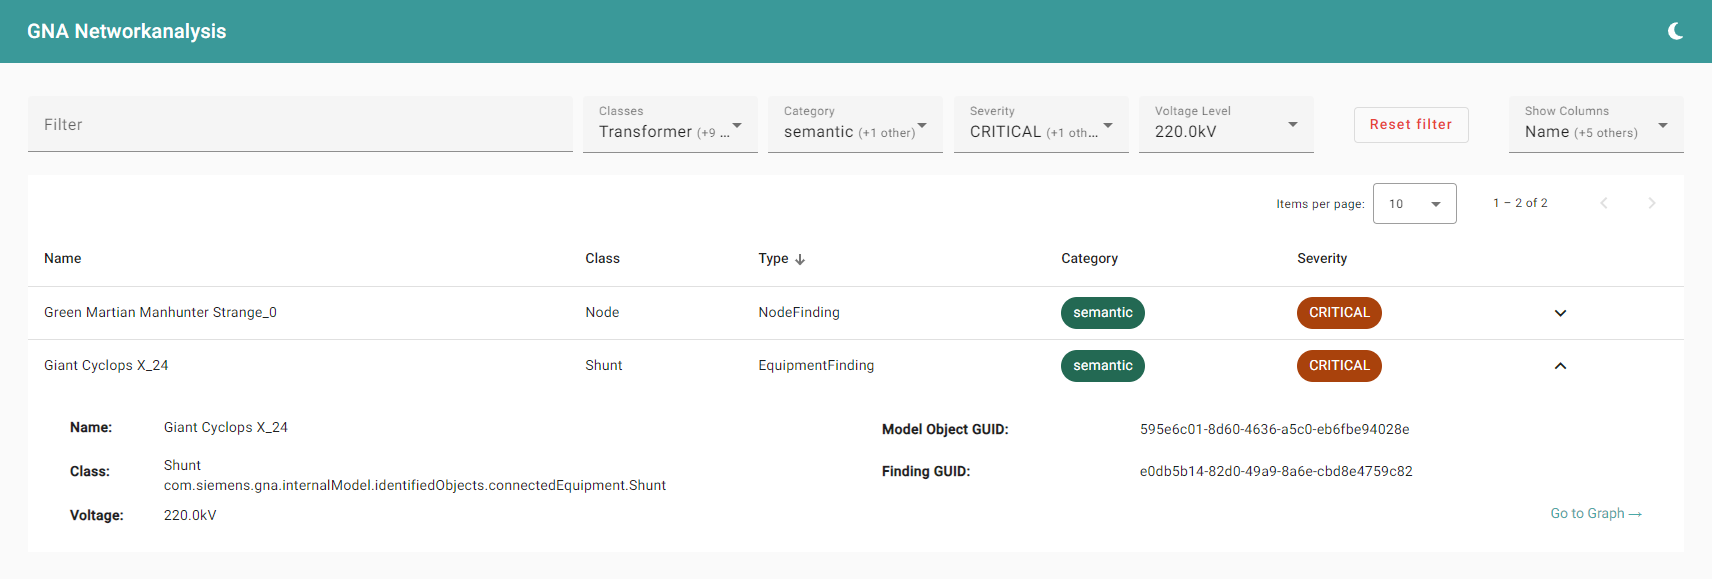 GNA Networkanalysis
Filter
Classes
Transformer (+9 ...
Category
semantic (+1 other)
Severity
CRITICAL (+1 oth...
Voltage Level
220.0kV
Reset filter
Show Columns
Name (+5 others)
Items per page: 10 1 – 2 of 2
Name Class Type Category Severity
Green Martian Manhunter Strange_0 Node NodeFinding semantic CRITICAL
Giant Cyclops X_24 Shunt EquipmentFinding semantic CRITICAL
Name: Giant Cyclops X_24
Class: Shunt
com.siemens.gna.internalModel.identifiedObjects.connectedEquipment.Shunt
Voltage: 220.0kV
Model Object GUID: 595e6c01-8d60-4636-a5c0-eb6fbe94028e
Finding GUID: e0db5b14-82d0-49a9-8a6e-cbd8e4759c82
Go to Graph →